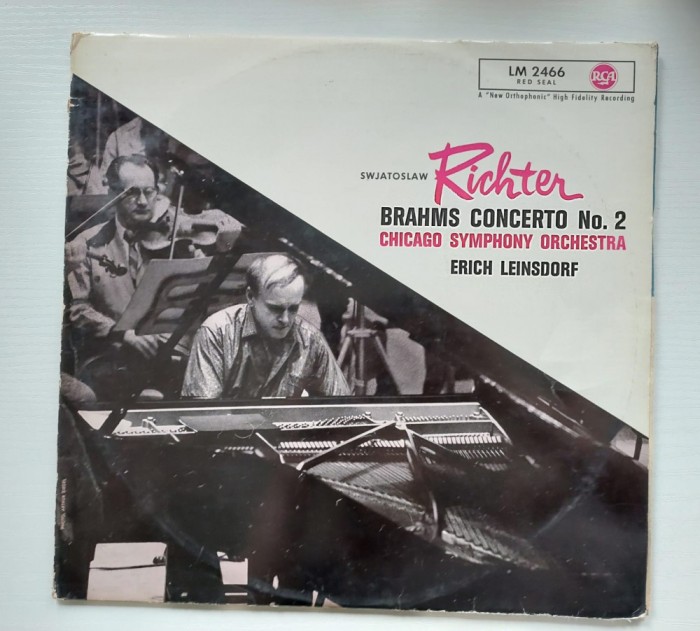 LM 2466
RED SEAL
RCA
A "New Orthophonic" High Fidelity Recording
SWJATOSLAW Richter
BRAHMS CONCERTO No. 2
CHICAGO SYMPHONY ORCHESTRA
ERICH LEINSDORF